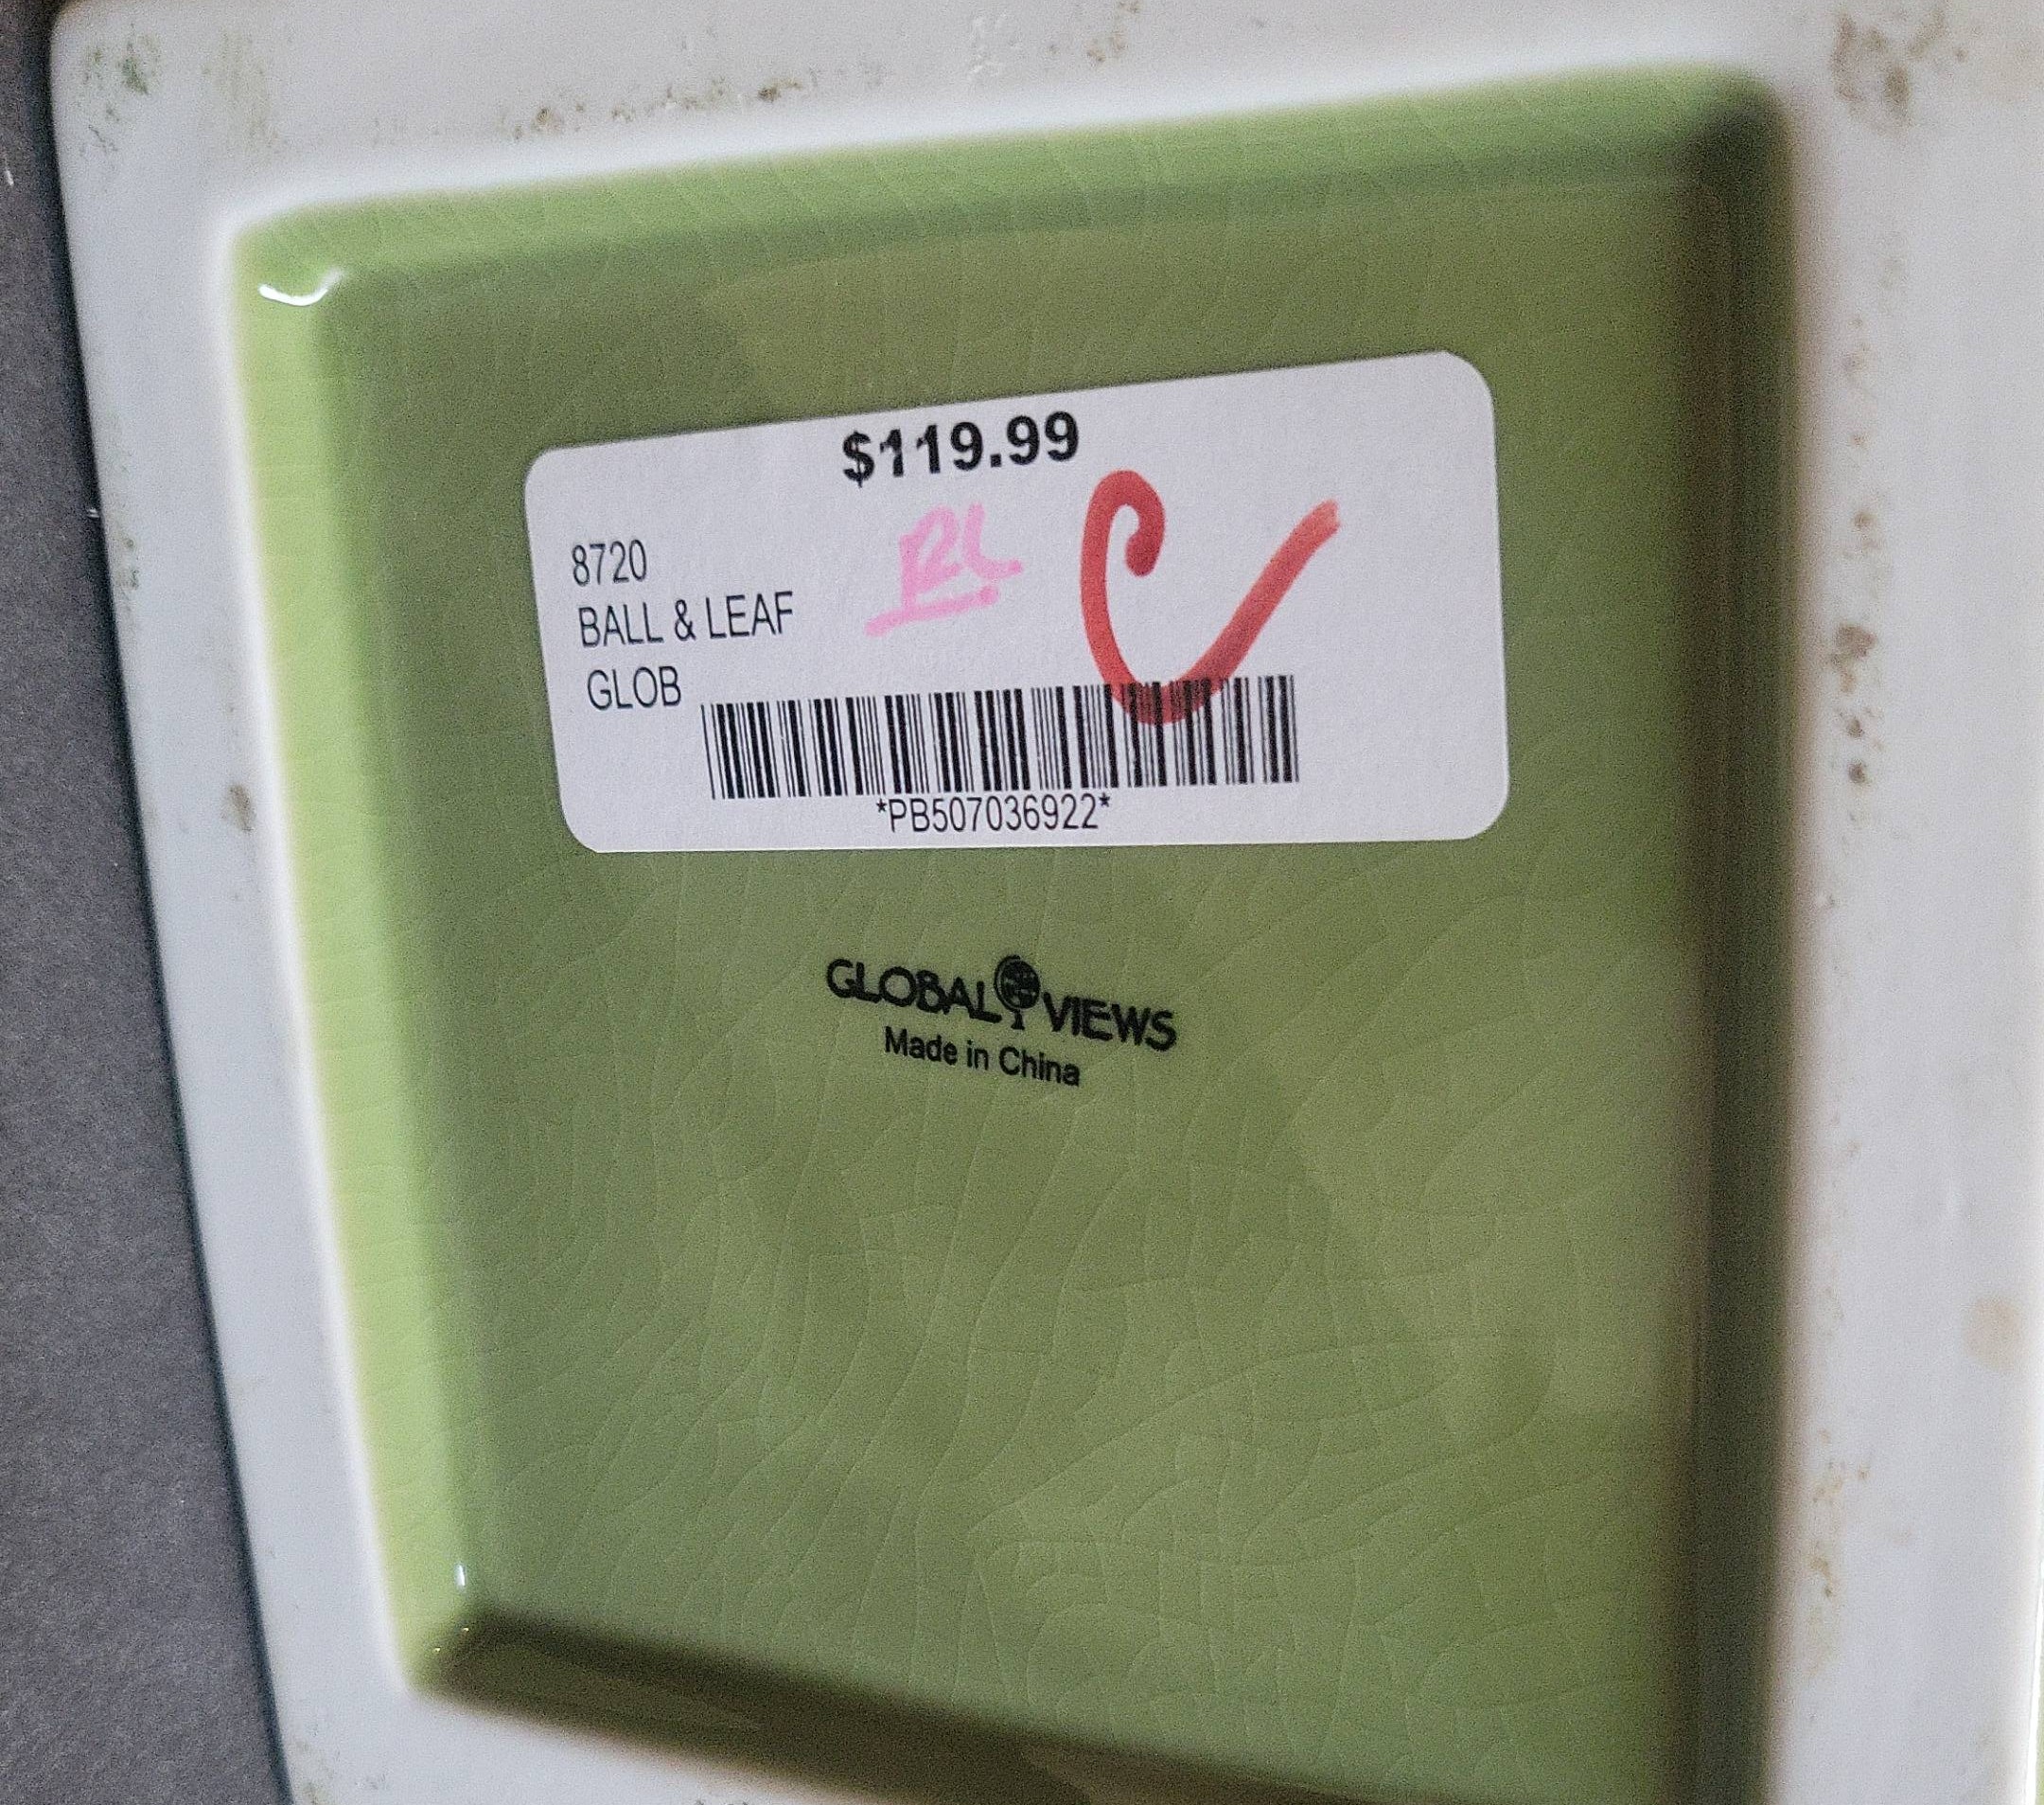 $119.99
8720
BALL & LEAF
GLOB
*PB507036922*
GLOBAL VIEWS
Made in China